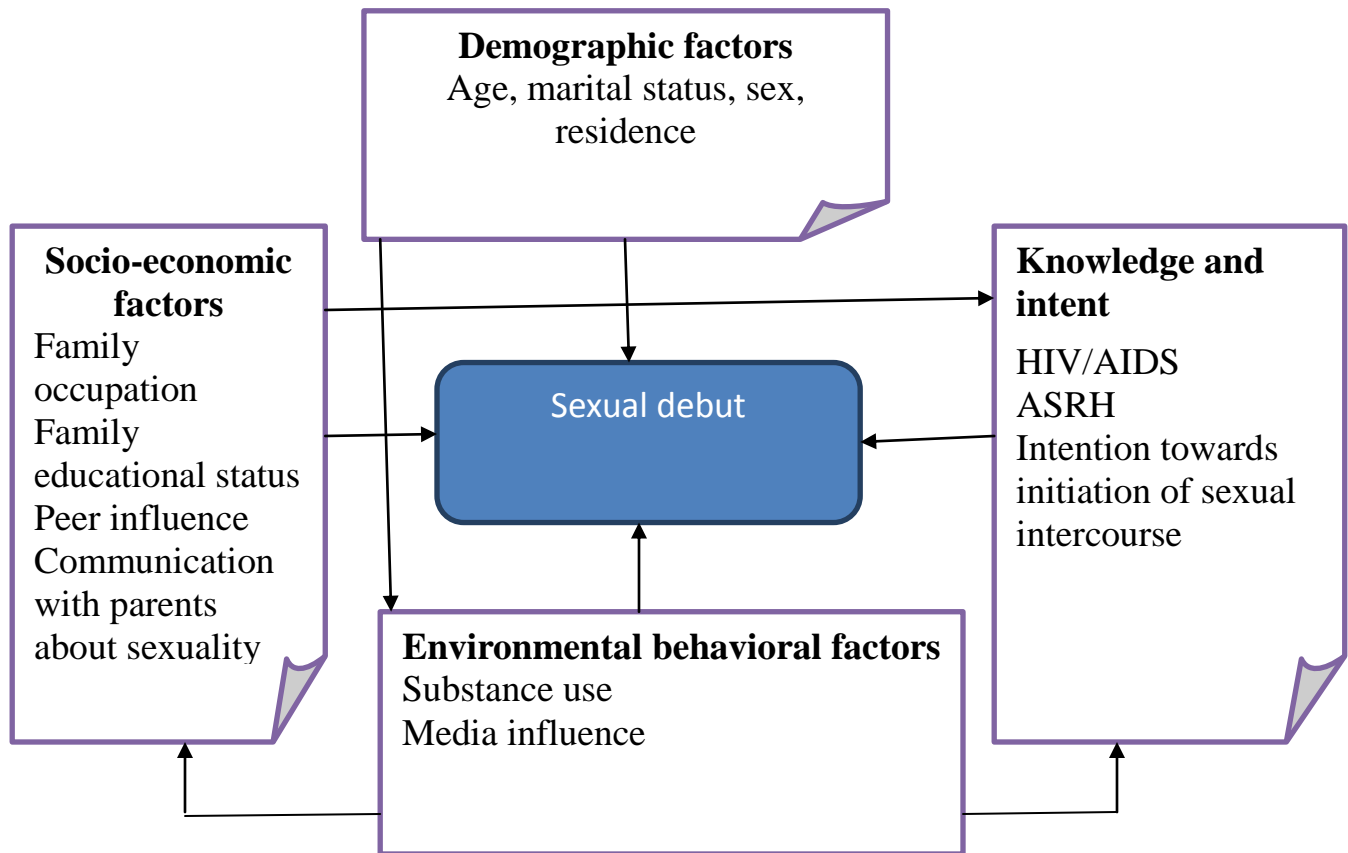 Demographic factors
Age, marital status, sex,
residence
Socio-economic
factors
Family
occupation
Family
educational status
Peer influence
Communication
with parents
about sexuality
Sexual debut
Knowledge and
intent
HIV/AIDS
ASRH
Intention towards
initiation of sexual
intercourse
Environmental behavioral factors
Substance use
Media influence